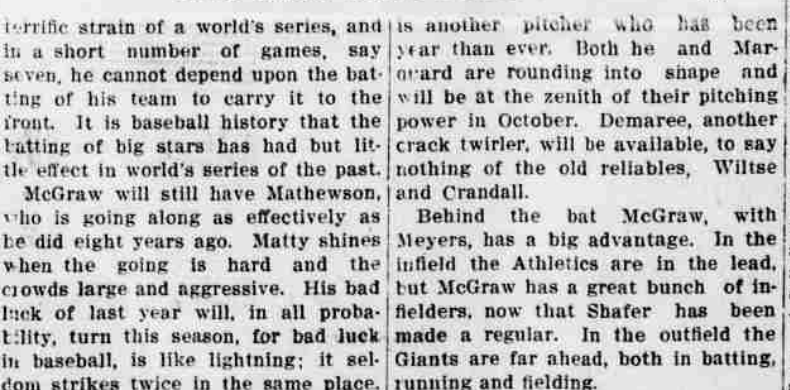 terrific strain of a world's series, and
in a short number of games, say
seven, he cannot depend upon the bat-
ting of his team to carry it to the
front. It is baseball history that the
batting of big stars has had but lit-
tle effect in world's series of the past.
McGraw will still have Mathewson,
who is going along as effectively as
he did eight years ago. Matty shines
when the going is hard and the
crowds large and aggressive. His bad
luck of last year will, in all proba-
bility, turn this season, for bad luck
in baseball, is like lightning; it sel-
dom strikes twice in the same place.
is another pitcher who has been
year than ever. Both he and Mar-
quard are rounding into shape and
will be at the zenith of their pitching
power in October. Demaree, another
crack twirler, will be available, to say
nothing of the old reliables, Wiltse
and Crandall.
Behind the bat McGraw, with
Meyers, has a big advantage. In the
infield the Athletics are in the lead,
but McGraw has a great bunch of in-
fielders, now that Shafer has been
made a regular. In the outfield the
Giants are far ahead, both in batting,
running and fielding.